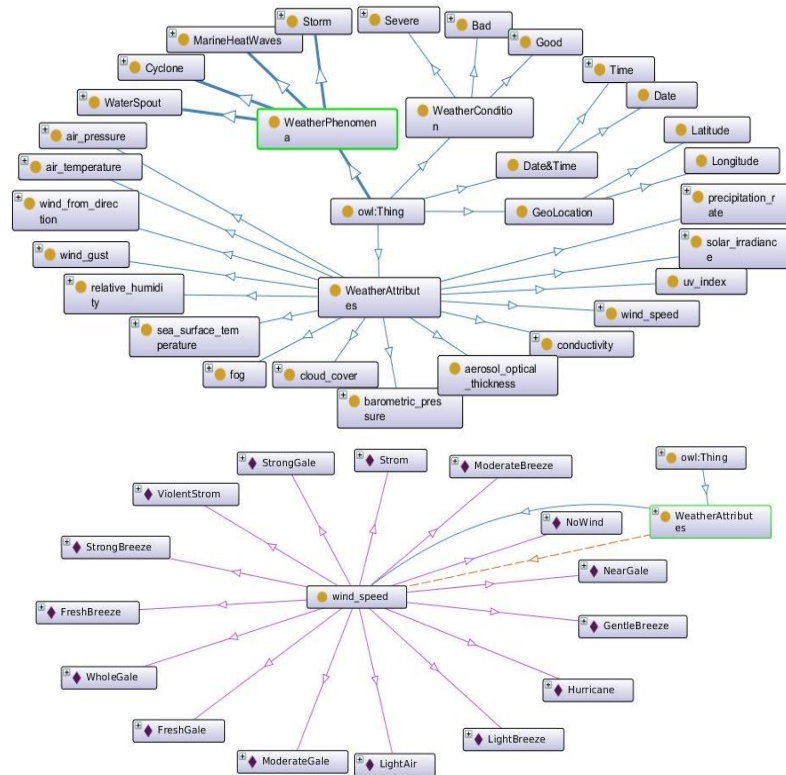 Storm
Severe
Bad
MarineHeatWaves
Good
Cyclone
Time
WaterSpout
WeatherPhenomen
a
WeatherConditio
n
Date
air_pressure
Latitude
air_temperature
Date&Time
Longitude
wind_from_direc
tion
owl:Thing
GeoLocation
precipitation_r
ate
wind_gust
solar_irradianc
e
relative_humidi
ty
WeatherAttribut
es
uv_index
sea_surface_tem
perature
wind_speed
conductivity
fog
cloud_cover
aerosol_optical
_thickness
barometric_pres
sure
StrongGale
Strom
ModerateBreeze
owl:Thing
ViolentStrom
NoWind
WeatherAttribut
es
StrongBreeze
NearGale
wind_speed
FreshBreeze
GentleBreeze
WholeGale
Hurricane
FreshGale
LightBreeze
ModerateGale
LightAir